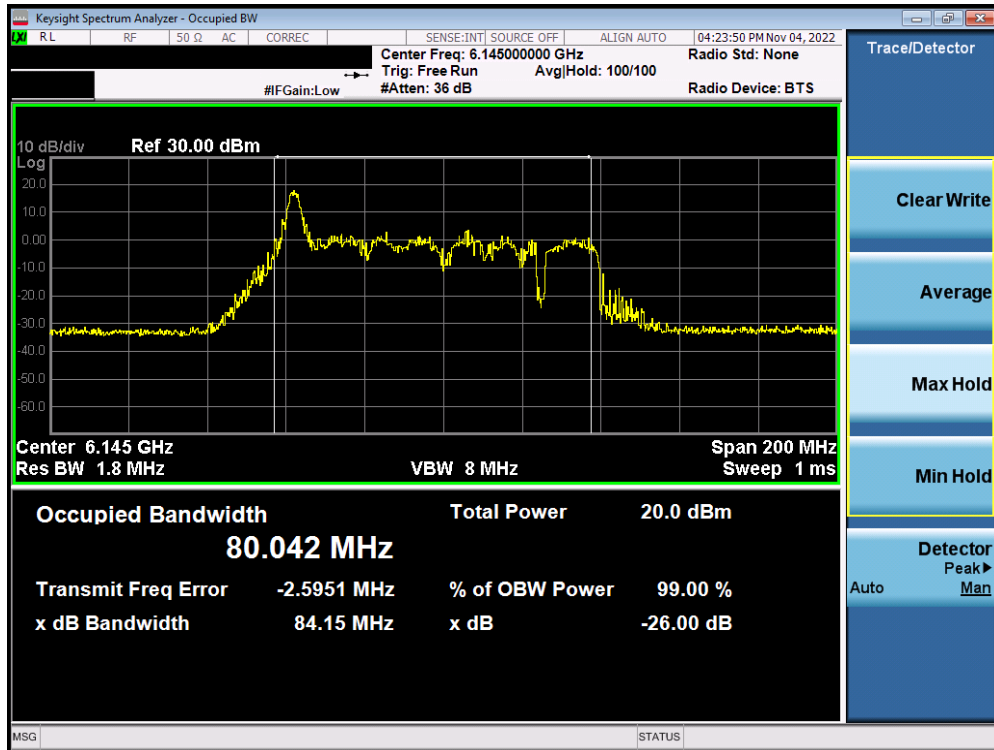 Keysight Spectrum Analyzer - Occupied BW
LXI RL RF 50 Ω AC CORREC SENSE:INT SOURCE OFF ALIGN AUTO 04:23:50 PM Nov 04, 2022
Center Freq: 6.145000000 GHz Radio Std: None
Trig: Free Run Avg|Hold: 100/100
#IFGain:Low #Atten: 36 dB Radio Device: BTS
Trace/Detector
10 dB/div Ref 30.00 dBm
Log
20.0
10.0
0.00
-10.0
-20.0
-30.0
-40.0
-50.0
-60.0
Center 6.145 GHz Span 200 MHz
Res BW 1.8 MHz VBW 8 MHz Sweep 1 ms
Occupied Bandwidth Total Power 20.0 dBm
80.042 MHz
Transmit Freq Error -2.5951 MHz % of OBW Power 99.00 %
x dB Bandwidth 84.15 MHz x dB -26.00 dB
Clear Write
Average
Max Hold
Min Hold
Detector
Peak▶
Auto Man
MSG STATUS